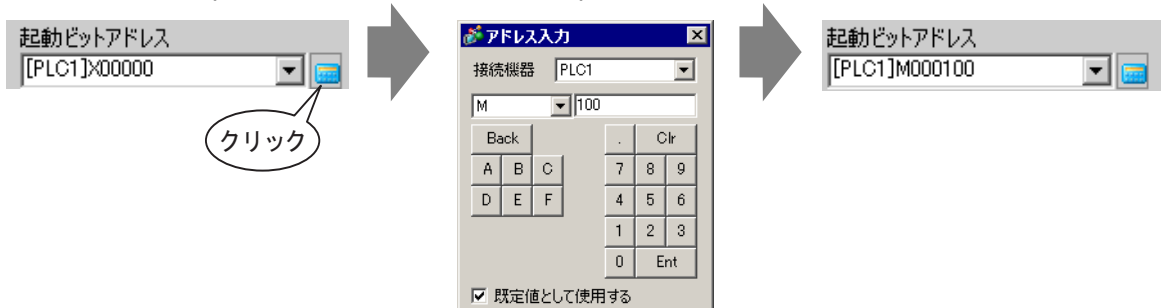 起動ビットアドレス
[PLC1]X00000
クリック
アドレス入力
接続機器 PLC1
M 100
Back . Clr
A B C 7 8 9
D E F 4 5 6
1 2 3
0 Ent
既定値として使用する
起動ビットアドレス
[PLC1]M000100